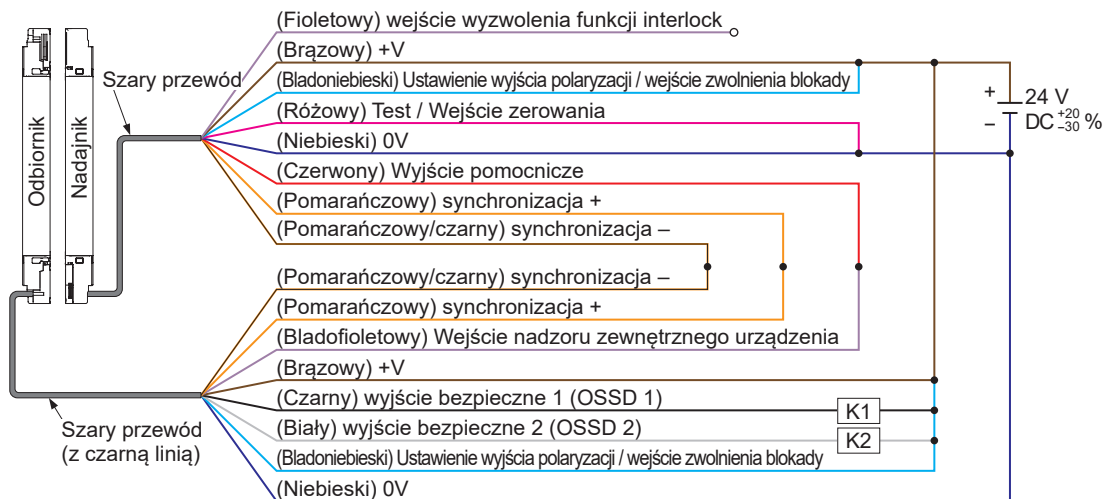 (Fioletowy) wejście wyzwolenia funkcji interlock
(Brązowy) +V
Szary przewód
(Bladoniebieski) Ustawienie wyjścia polaryzacji / wejście zwolnienia blokady
(Różowy) Test / Wejście zerowania
(Niebieski) 0V
(Czerwony) Wyjście pomocnicze
(Pomarańczowy) synchronizacja +
(Pomarańczowy/czarny) synchronizacja –
+
–
24 V
DC +20 –30 %
Odbiornik
Nadajnik
(Pomarańczowy/czarny) synchronizacja –
(Pomarańczowy) synchronizacja +
(Bladofioletowy) Wejście nadzoru zewnętrznego urządzenia
(Brązowy) +V
(Czarny) wyjście bezpieczne 1 (OSSD 1)
K1
(Biały) wyjście bezpieczne 2 (OSSD 2)
K2
(Bladoniebieski) Ustawienie wyjścia polaryzacji / wejście zwolnienia blokady
(Niebieski) 0V
Szary przewód
(z czarną linią)